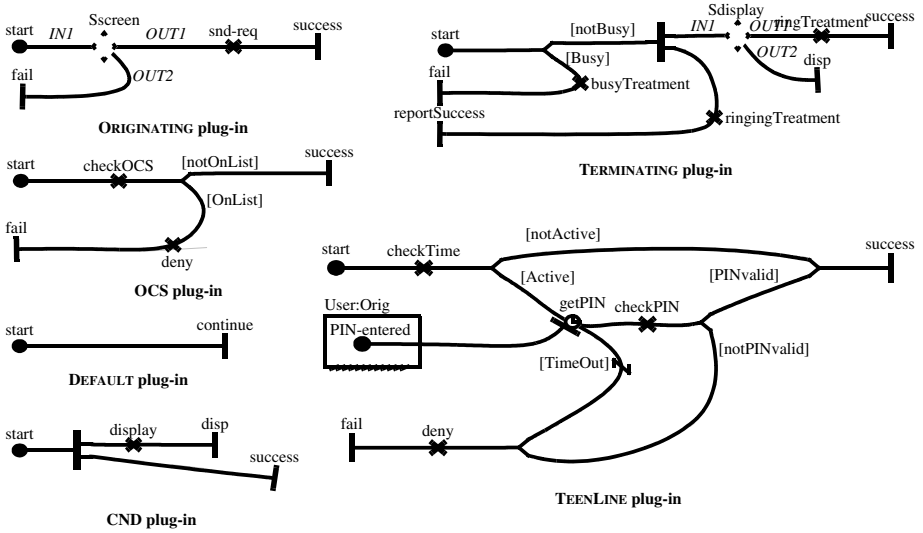 Sscreen
start
IN1
OUT1
snd-req
success
fail
OUT2
ORIGINATING plug-in
start
[notBusy]
IN1
Sdisplay
OUT1
ringTreatment
success
[Busy]
OUT2
fail
disp
busyTreatment
reportSuccess
ringingTreatment
TERMINATING plug-in
start
checkOCS
[notOnList]
success
[OnList]
fail
deny
OCS plug-in
start
continue
DEFAULT plug-in
start
display
disp
success
CND plug-in
start
checkTime
[notActive]
success
[Active]
[PINvalid]
User:Orig
getPIN
checkPIN
PIN-entered
[TimeOut]
[notPINvalid]
fail
deny
TEENLINE plug-in